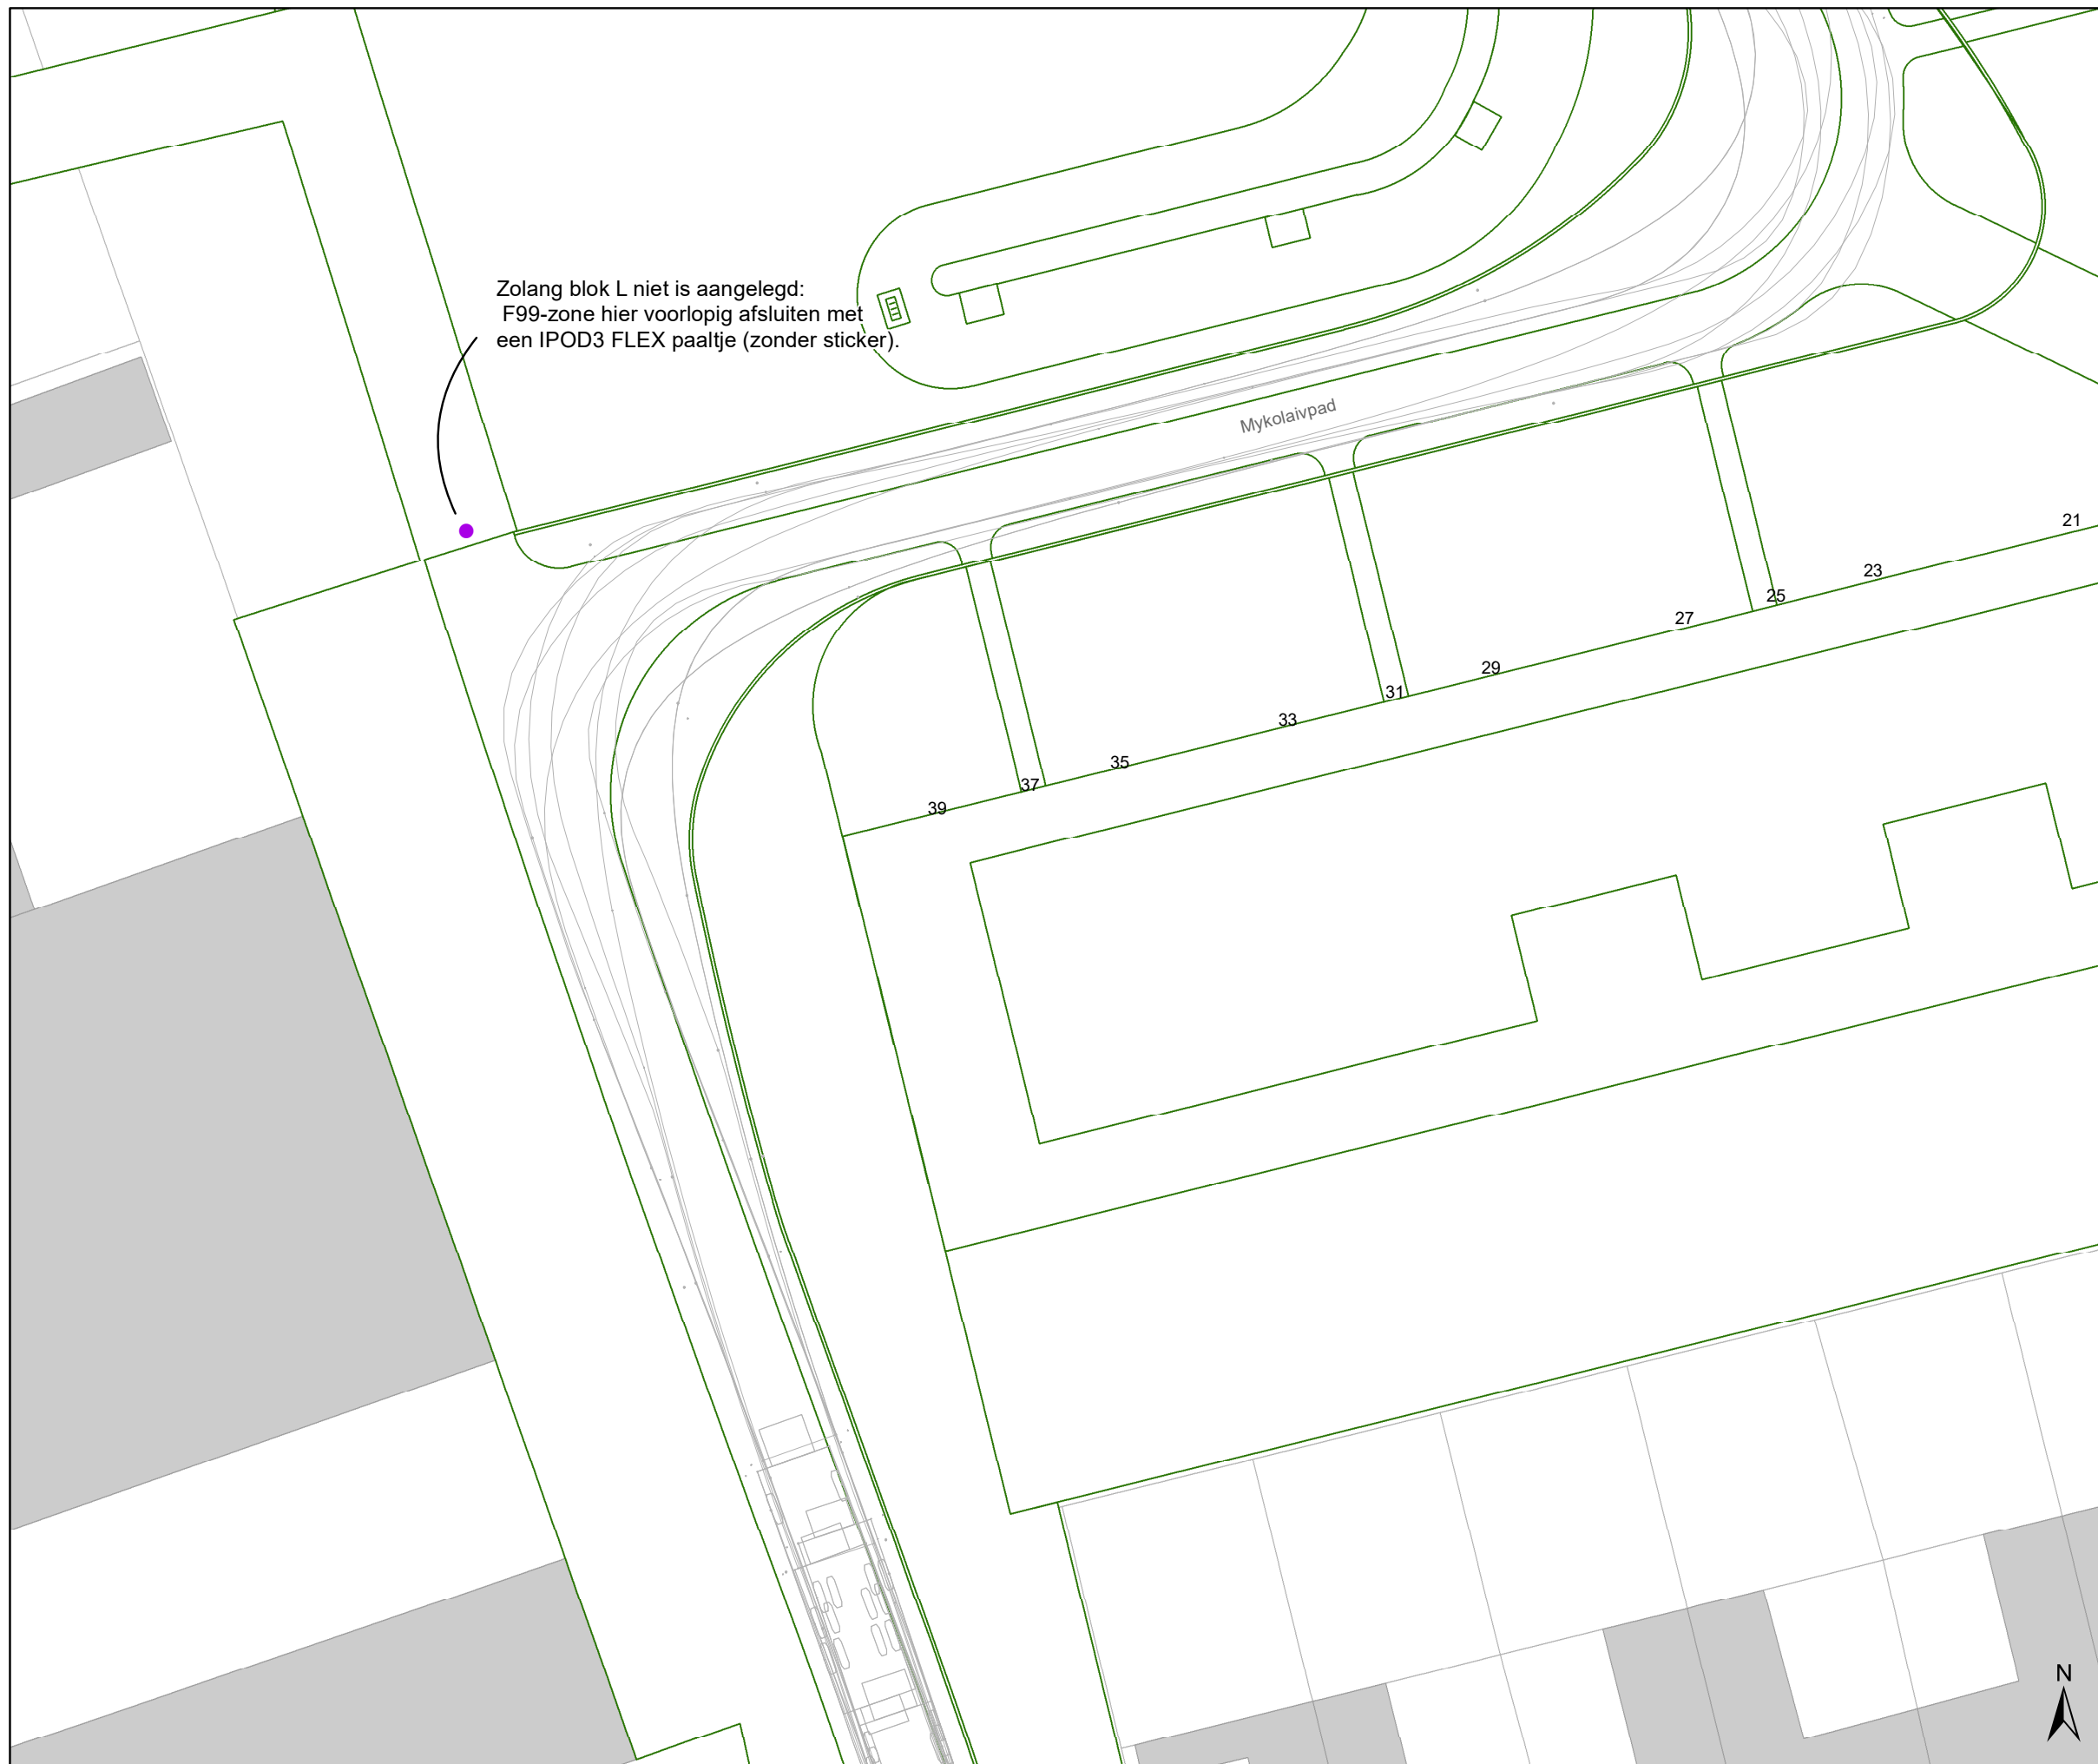 Zolang blok L niet is aangelegd:
F99-zone hier voorlopig afsluiten met
een IPOD3 FLEX paaltje (zonder sticker).
Mykolaivpad
21
23
25
27
29
31
33
35
37
39
N